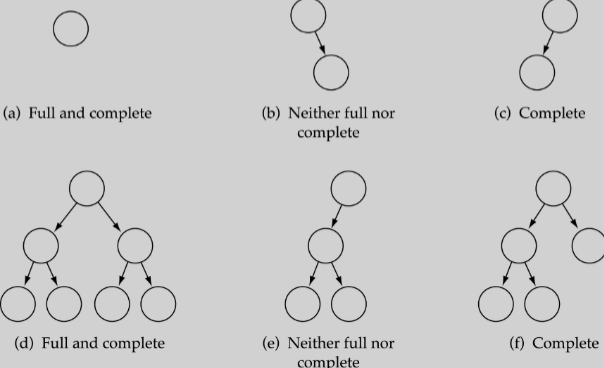 (a) Full and complete
(b) Neither full nor
complete
(c) Complete
(d) Full and complete
(e) Neither full nor
complete
(f) Complete